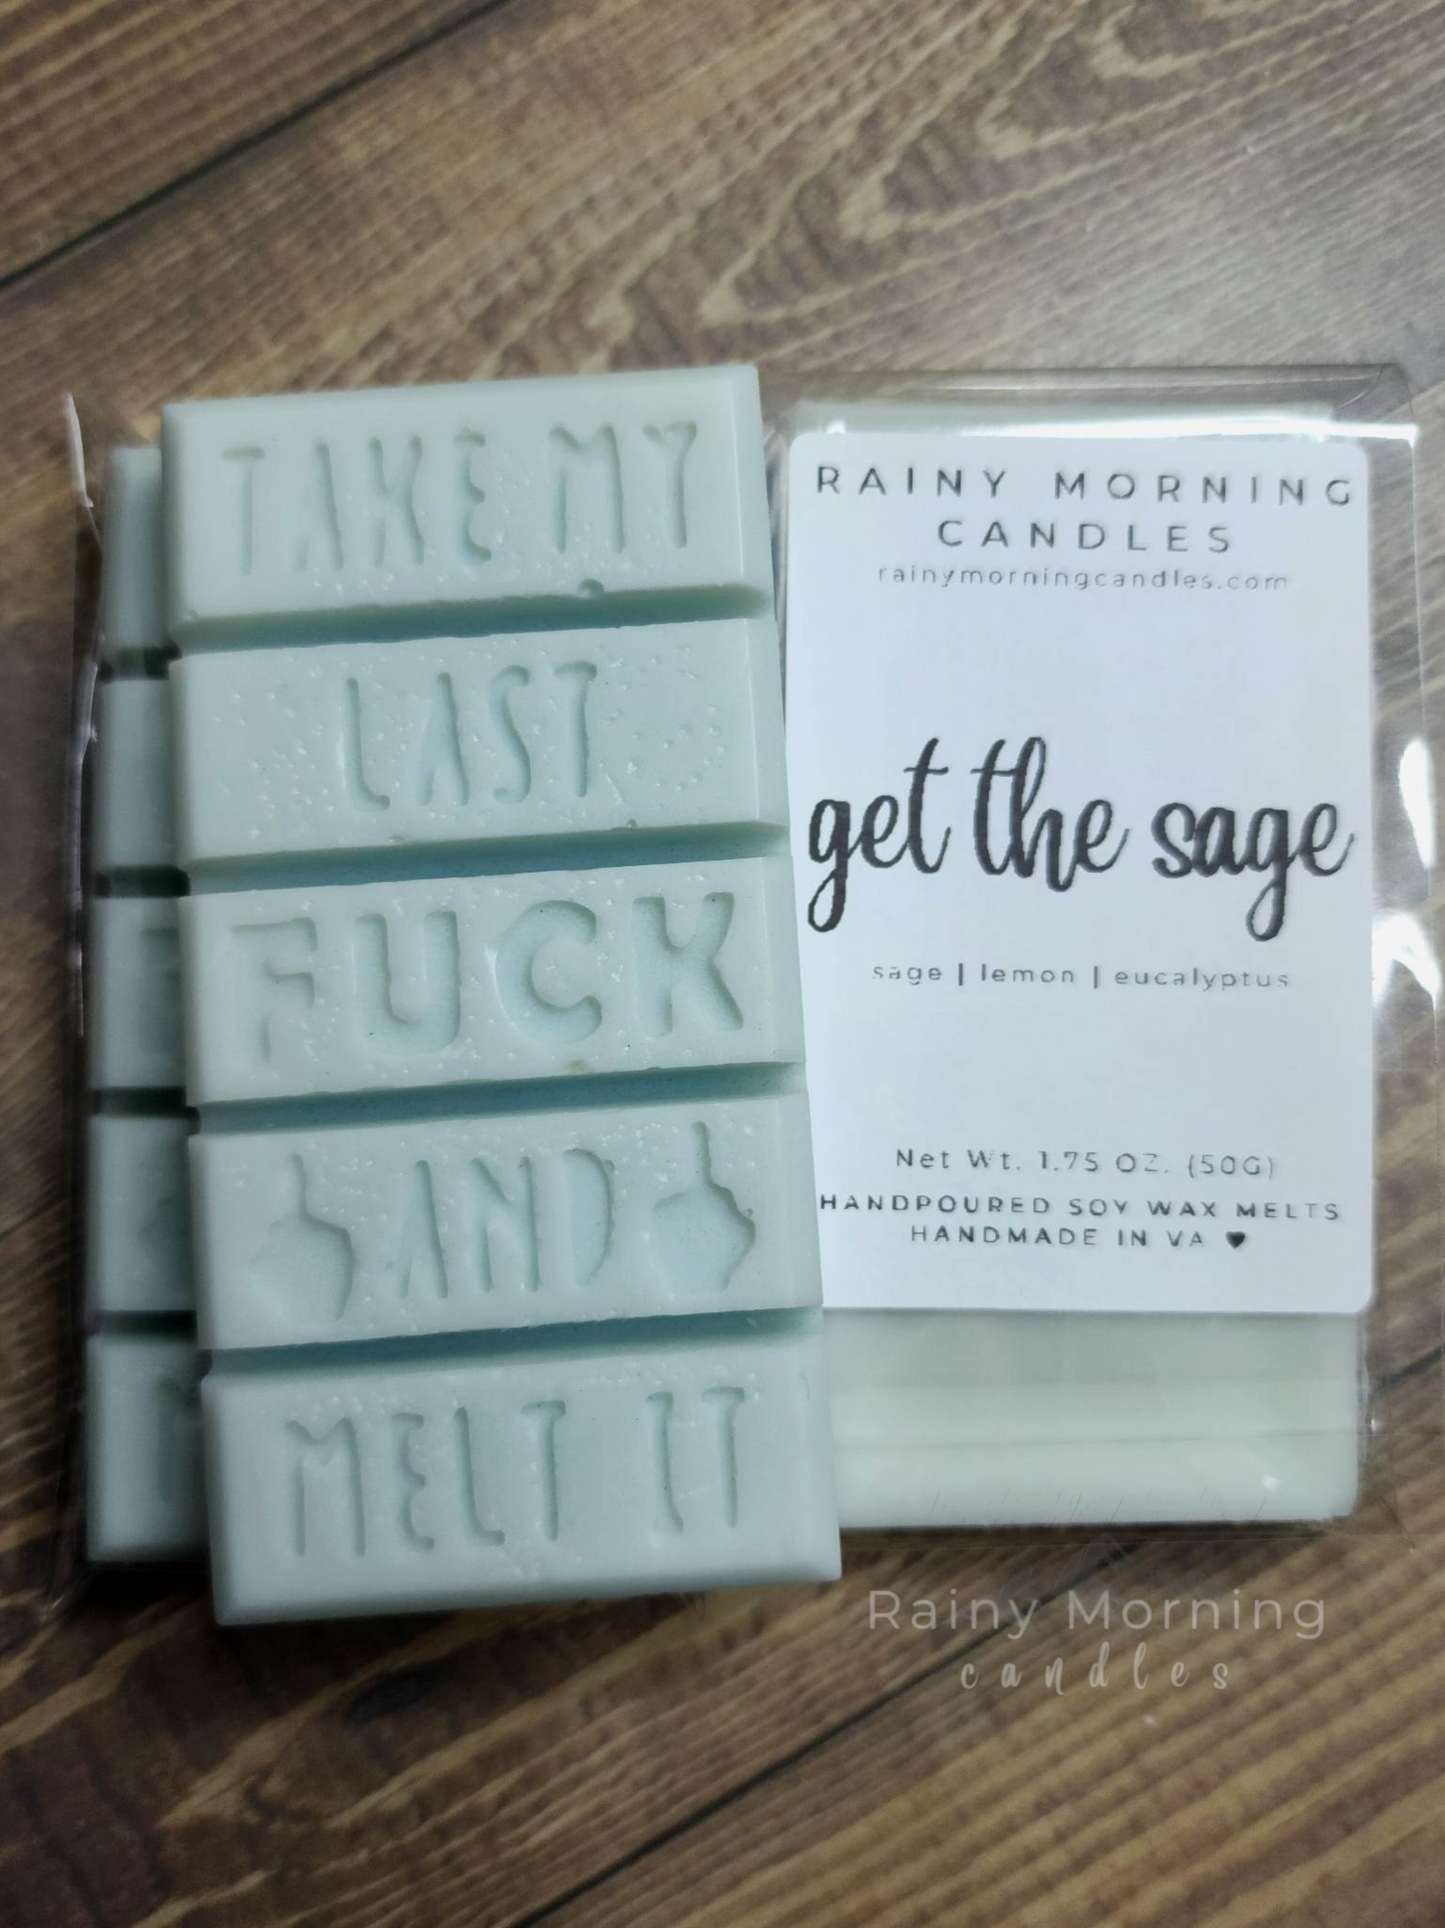 TAKE MY
LAST
FUCK
AND
MELT IT
RAINY MORNING
CANDLES
rainymorningcandles.com
get the sage
sage | lemon | eucalyptus
Net Wt. 1.75 OZ. (50G)
HANDPOURED SOY WAX MELTS
HANDMADE IN VA ♥
Rainy Morning
candles